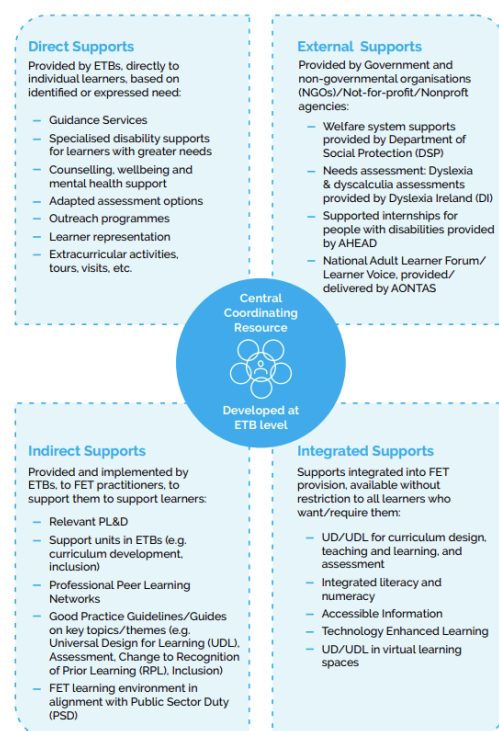 Direct Supports
Provided by ETBs, directly to
individual learners, based on
identified or expressed need:
– Guidance Services
– Specialised disability supports
for learners with greater needs
– Counselling, wellbeing and
mental health support
– Adapted assessment options
– Outreach programmes
– Learner representation
– Extracurricular activities,
tours, visits, etc.
External Supports
Provided by Government and
non-governmental organisations
(NGOs)/Not-for-profit/Nonprofit
agencies:
– Welfare system supports
provided by Department of
Social Protection (DSP)
– Needs assessment: Dyslexia
& dyscalculia assessments
provided by Dyslexia Ireland (DI)
– Supported internships for
people with disabilities provided
by AHEAD
– National Adult Learner Forum/
Learner Voice, provided/
delivered by AONTAS
Central
Coordinating
Resource
Developed at
ETB level
Indirect Supports
Provided and implemented by
ETBs, to FET practitioners, to
support them to support learners:
– Relevant PL&D
– Support units in ETBs (e.g.
curriculum development,
inclusion)
– Professional Peer Learning
Networks
– Good Practice Guidelines/Guides
on key topics/themes (e.g.
Universal Design for Learning (UDL),
Assessment, Change to Recognition
of Prior Learning (RPL), Inclusion)
– FET learning environment in
alignment with Public Sector Duty
(PSD)
Integrated Supports
Supports integrated into FET
provision, available without
restriction to all learners who
want/require them:
– UD/UDL for curriculum design,
teaching and learning, and
assessment
– Integrated literacy and
numeracy
– Accessible Information
– Technology Enhanced Learning
– UD/UDL in virtual learning
spaces